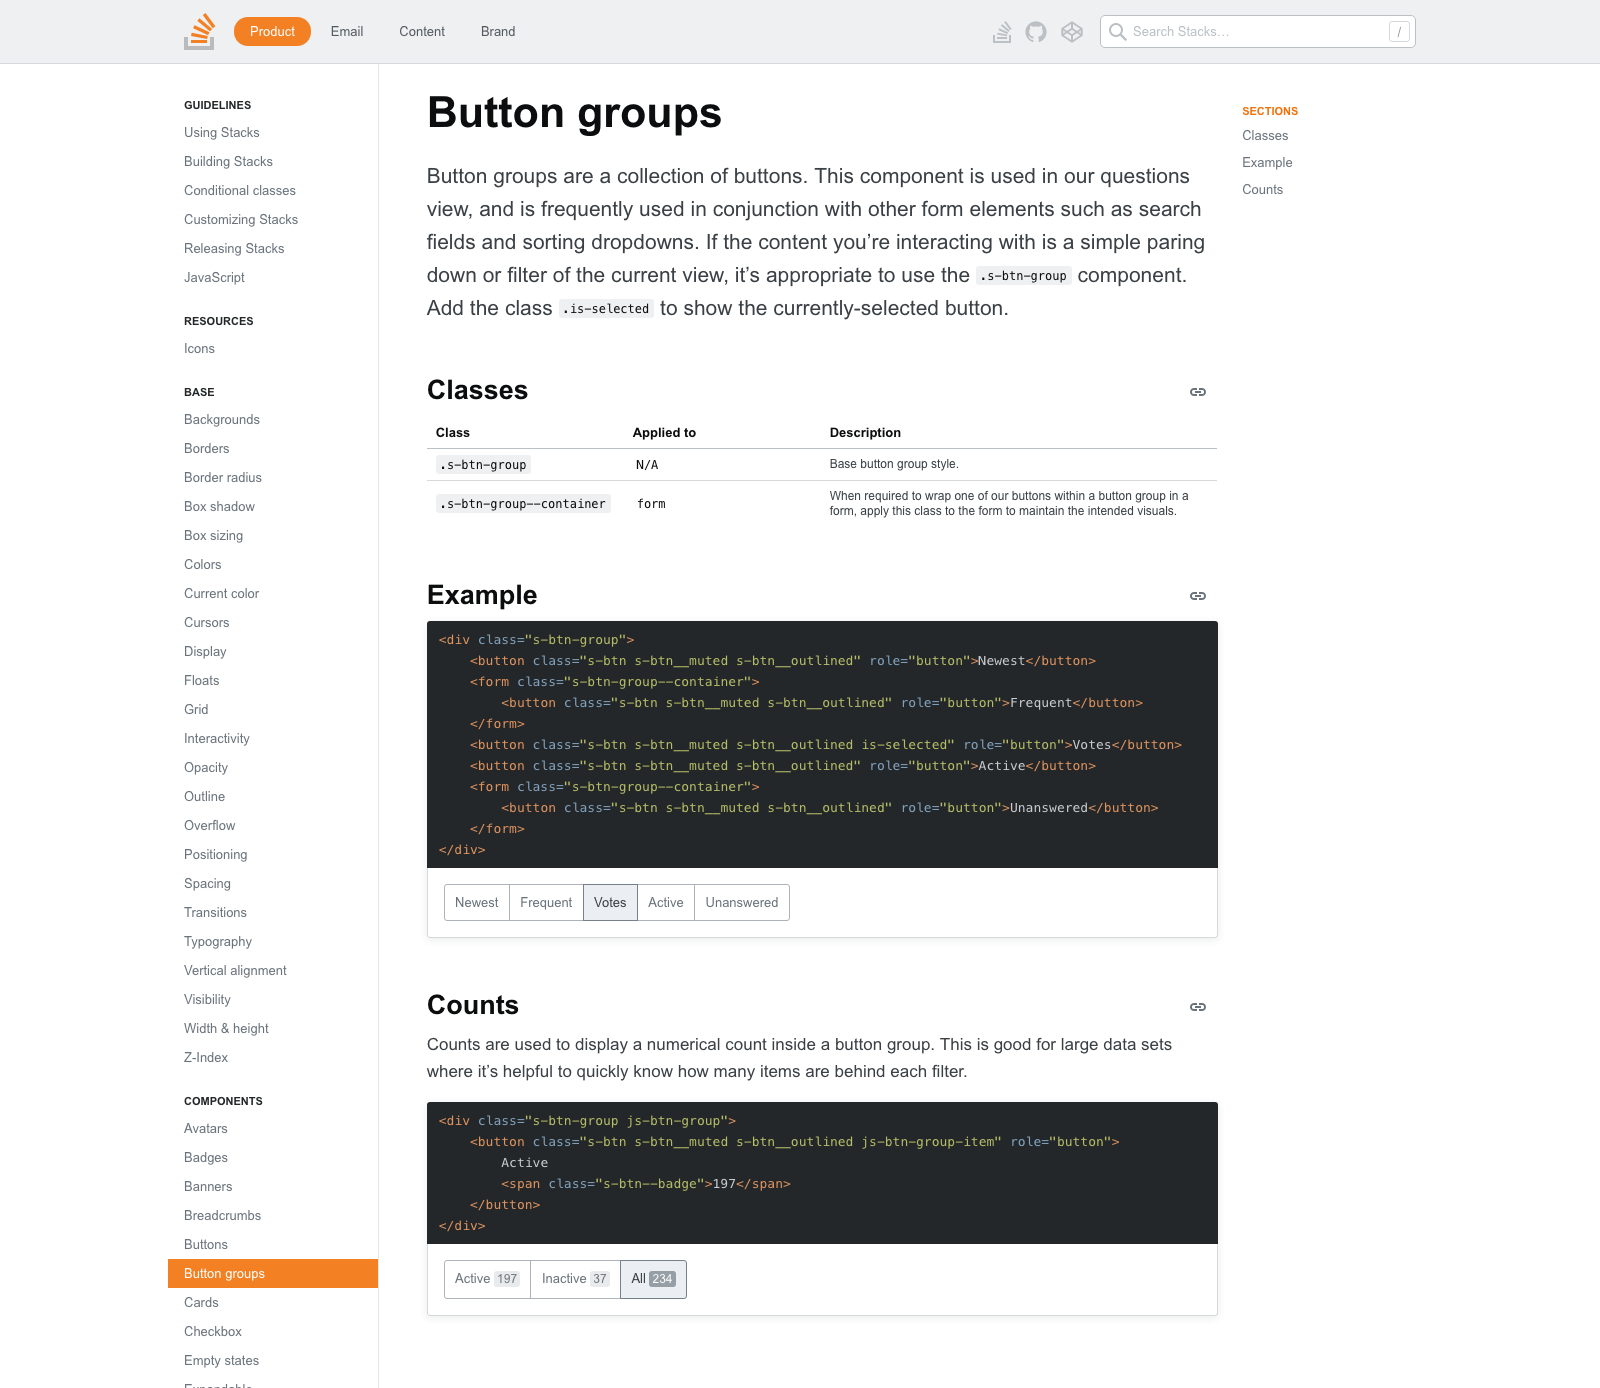 Product
Email
Content
Brand
Search Stacks…
/
GUIDELINES
Using Stacks
Building Stacks
Conditional classes
Customizing Stacks
Releasing Stacks
JavaScript
RESOURCES
Icons
BASE
Backgrounds
Borders
Border radius
Box shadow
Box sizing
Colors
Current color
Cursors
Display
Floats
Grid
Interactivity
Opacity
Outline
Overflow
Positioning
Spacing
Transitions
Typography
Vertical alignment
Visibility
Width & height
Z-Index
COMPONENTS
Avatars
Badges
Banners
Breadcrumbs
Buttons
Button groups
Cards
Checkbox
Empty states
Expandable
Button groups
Button groups are a collection of buttons. This component is used in our questions
view, and is frequently used in conjunction with other form elements such as search
fields and sorting dropdowns. If the content you’re interacting with is a simple paring
down or filter of the current view, it’s appropriate to use the .s-btn-group component.
Add the class .is-selected to show the currently-selected button.
Classes
Class Applied to Description
.s-btn-group N/A Base button group style.
.s-btn-group--container form When required to wrap one of our buttons within a button group in a
form, apply this class to the form to maintain the intended visuals.
Example
<div class="s-btn-group">
    <button class="s-btn s-btn__muted s-btn__outlined" role="button">Newest</button>
    <form class="s-btn-group--container">
        <button class="s-btn s-btn__muted s-btn__outlined" role="button">Frequent</button>
    </form>
    <button class="s-btn s-btn__muted s-btn__outlined is-selected" role="button">Votes</button>
    <button class="s-btn s-btn__muted s-btn__outlined" role="button">Active</button>
    <form class="s-btn-group--container">
        <button class="s-btn s-btn__muted s-btn__outlined" role="button">Unanswered</button>
    </form>
</div>
Newest Frequent Votes Active Unanswered
Counts
Counts are used to display a numerical count inside a button group. This is good for large data sets
where it’s helpful to quickly know how many items are behind each filter.
<div class="s-btn-group js-btn-group">
    <button class="s-btn s-btn__muted s-btn__outlined js-btn-group-item" role="button">
        Active
        <span class="s-btn--badge">197</span>
    </button>
</div>
Active 197 Inactive 37 All 234
SECTIONS
Classes
Example
Counts